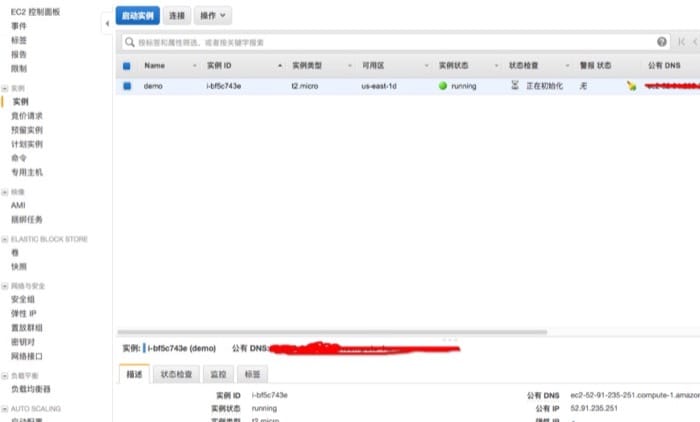 EC2 控制面板
事件
标签
报告
限制
实例
实例
竞价请求
预留实例
计划实例
命令
专用主机
映像
AMI
捆绑任务
ELASTIC BLOCK STORE
卷
快照
网络与安全
安全组
弹性 IP
置放群组
密钥对
网络接口
负载平衡
负载均衡器
AUTO SCALING
启动实例 连接 操作
按标签和属性筛选，或者按关键字搜索
Name 实例 ID 实例类型 可用区 实例状态 状态检查 警报 状态 公有 DNS
demo i-bf5c743e t2.micro us-east-1d running 正在初始化 无
实例: i-bf5c743e (demo) 公有 DNS:
描述 状态检查 监控 标签
实例 ID i-bf5c743e 公有 DNS ec2-52-91-235-251.compute-1.amazon
实例状态 running 公有 IP 52.91.235.251
实例类型 t2.micro 弹性 IP